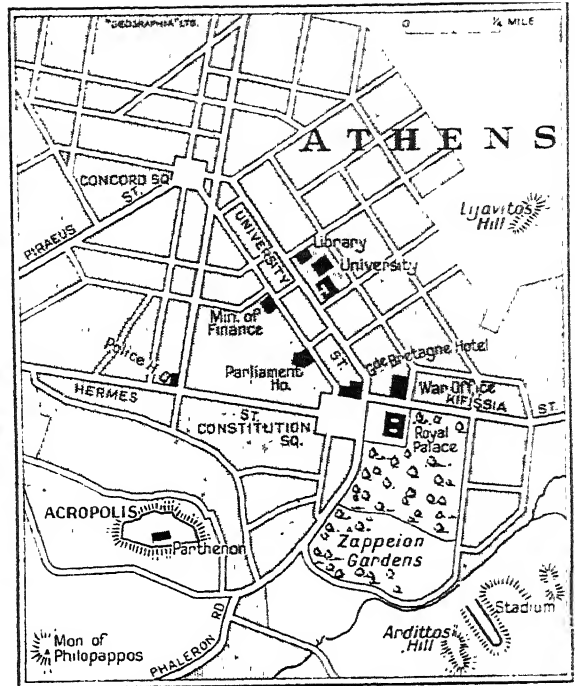 "GEOGRAPHIA" LTD.
0 ¼ MILE
ATHENS
CONCORD SQ.
ST.
PIRAEUS
UNIVERSITY
ST.
Lyavitos
Hill
Library
University
Min. of
Finance
Police H.Q.
Parliament
Ho.
Gde Bretagne Hotel
War Office
KIFISSIA
ST.
HERMES
ST.
CONSTITUTION
SQ.
Royal
Palace
ACROPOLIS
Parthenon
Zappeion
Gardens
Stadium
Ardittos
Hill
Mon of
Philopappos
PHALERON
RD